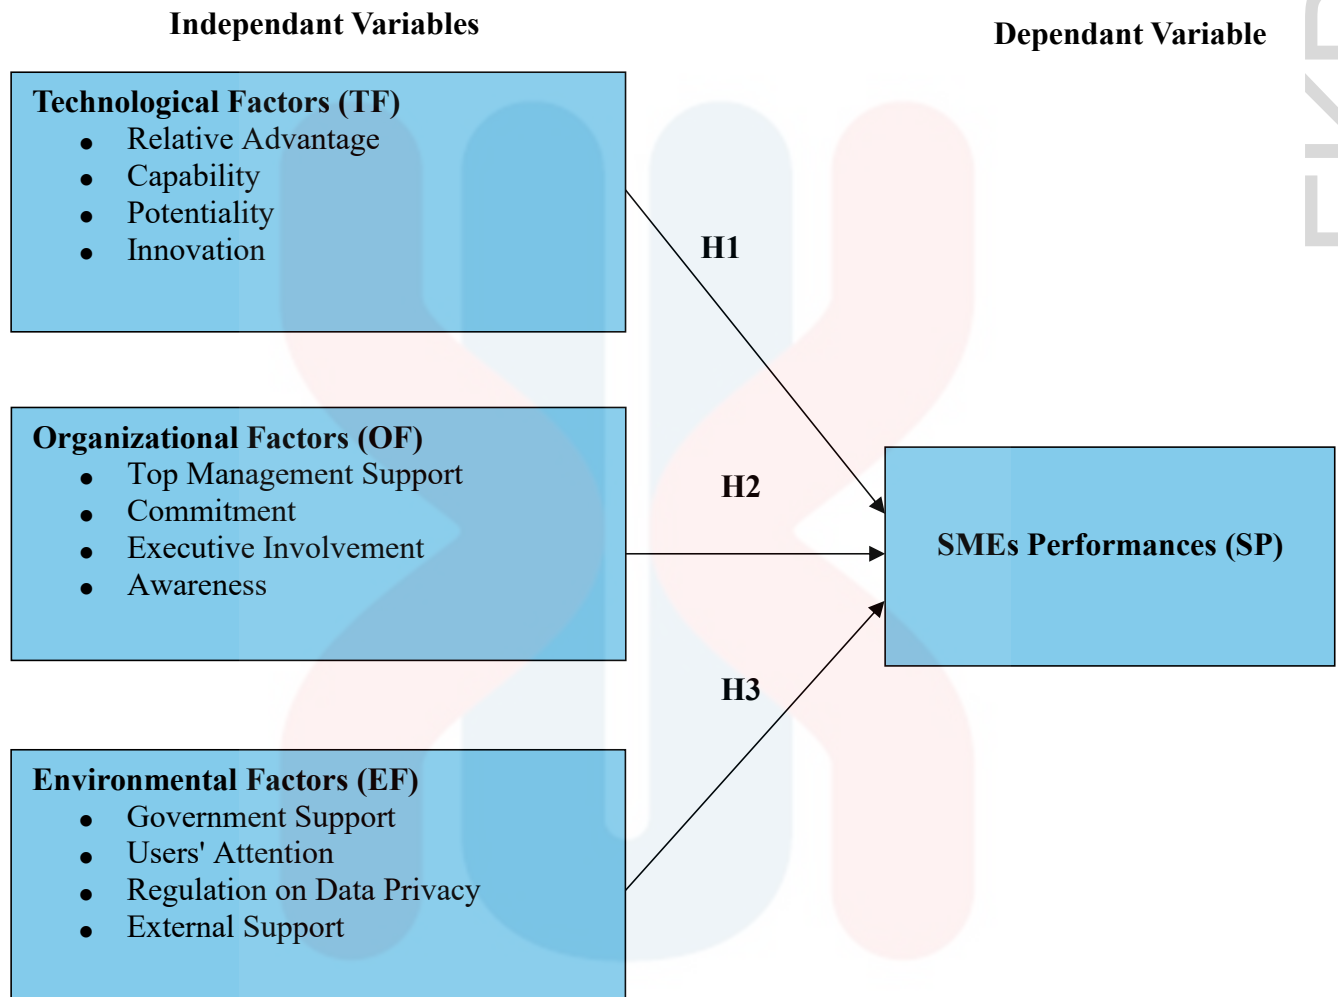 Independant Variables
Dependant Variable
Technological Factors (TF)
● Relative Advantage
● Capability
● Potentiality
● Innovation
H1
Organizational Factors (OF)
● Top Management Support
● Commitment
● Executive Involvement
● Awareness
H2
SMEs Performances (SP)
H3
Environmental Factors (EF)
● Government Support
● Users' Attention
● Regulation on Data Privacy
● External Support